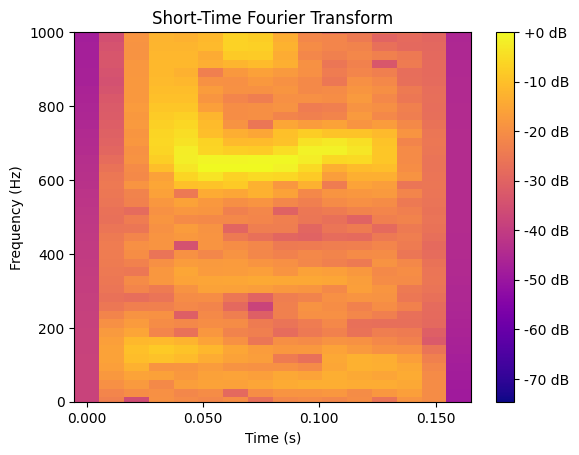 Short-Time Fourier Transform
1000
800
600
400
200
0
Frequency (Hz)
0.000
0.050
0.100
0.150
Time (s)
+0 dB
-10 dB
-20 dB
-30 dB
-40 dB
-50 dB
-60 dB
-70 dB